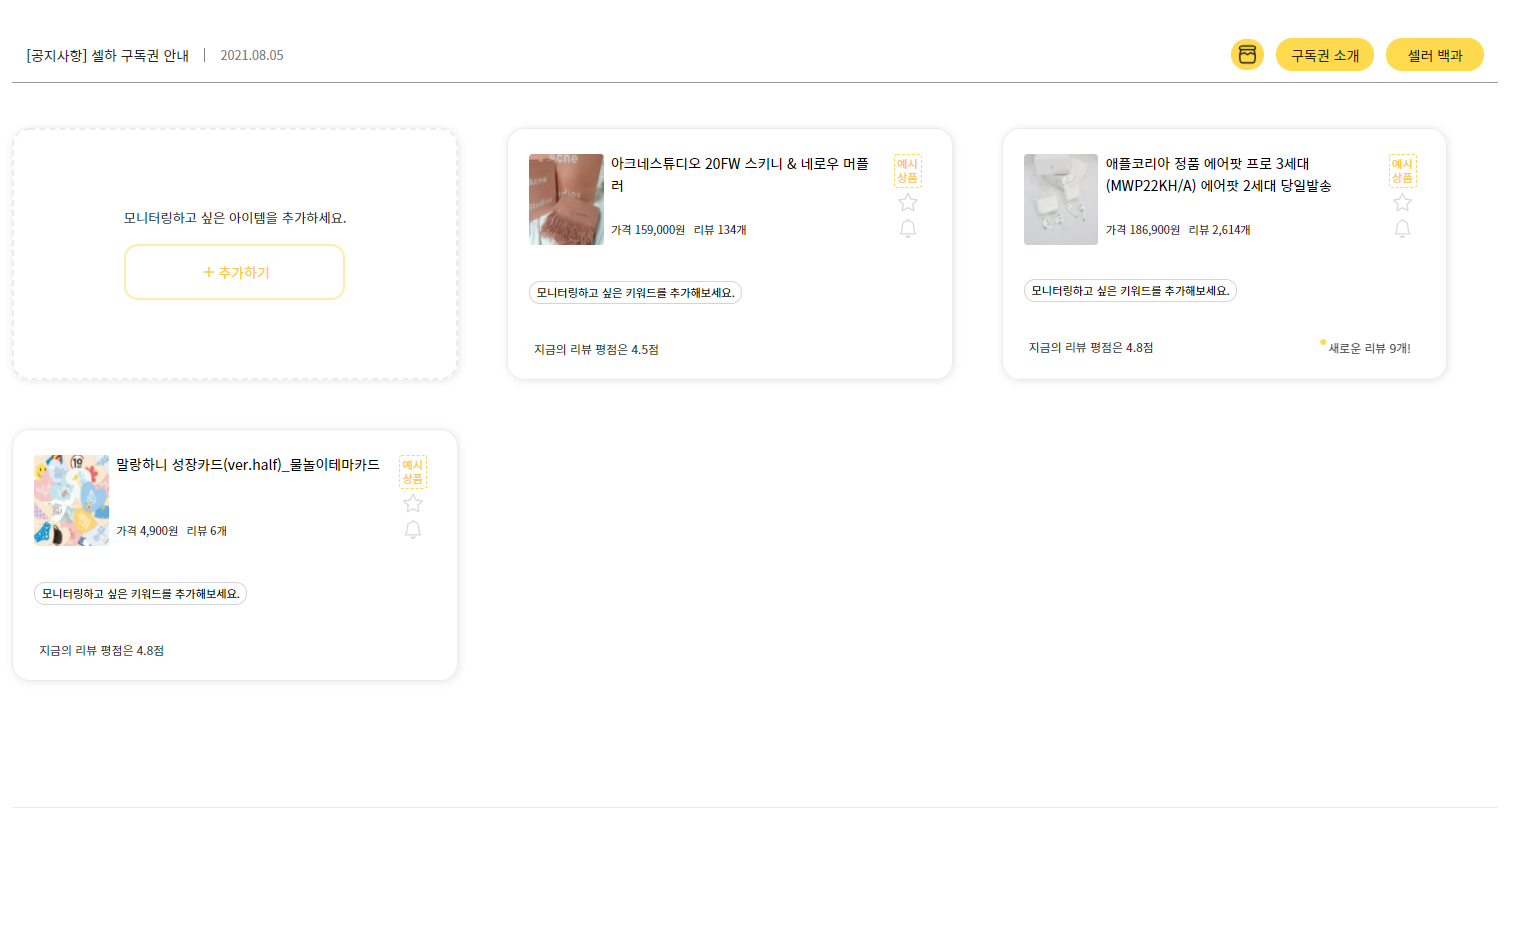 [공지사항] 셀하 구독권 안내 | 2021.08.05
구독권 소개
셀러 백과
모니터링하고 싶은 아이템을 추가하세요.
+ 추가하기
아크네스튜디오 20FW 스키니 & 네로우 머플
러
예시
상품
가격 159,000원 리뷰 134개
모니터링하고 싶은 키워드를 추가해보세요.
지금의 리뷰 평점은 4.5점
애플코리아 정품 에어팟 프로 3세대
(MWP22KH/A) 에어팟 2세대 당일발송
예시
상품
가격 186,900원 리뷰 2,614개
모니터링하고 싶은 키워드를 추가해보세요.
지금의 리뷰 평점은 4.8점
새로운 리뷰 9개!
말랑하니 성장카드(ver.half)_물놀이테마카드
예시
상품
가격 4,900원 리뷰 6개
모니터링하고 싶은 키워드를 추가해보세요.
지금의 리뷰 평점은 4.8점